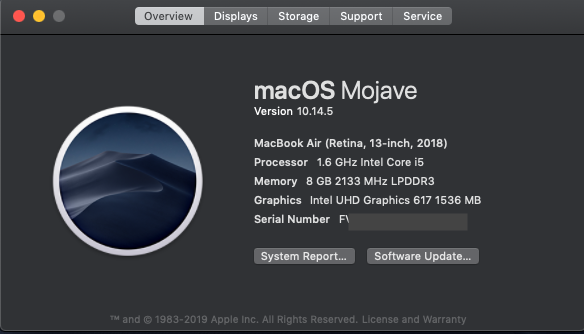 Overview Displays Storage Support Service
macOS Mojave
Version 10.14.5
MacBook Air (Retina, 13-inch, 2018)
Processor 1.6 GHz Intel Core i5
Memory 8 GB 2133 MHz LPDDR3
Graphics Intel UHD Graphics 617 1536 MB
Serial Number
System Report... Software Update...
™ and © 1983-2019 Apple Inc. All Rights Reserved. License and Warranty